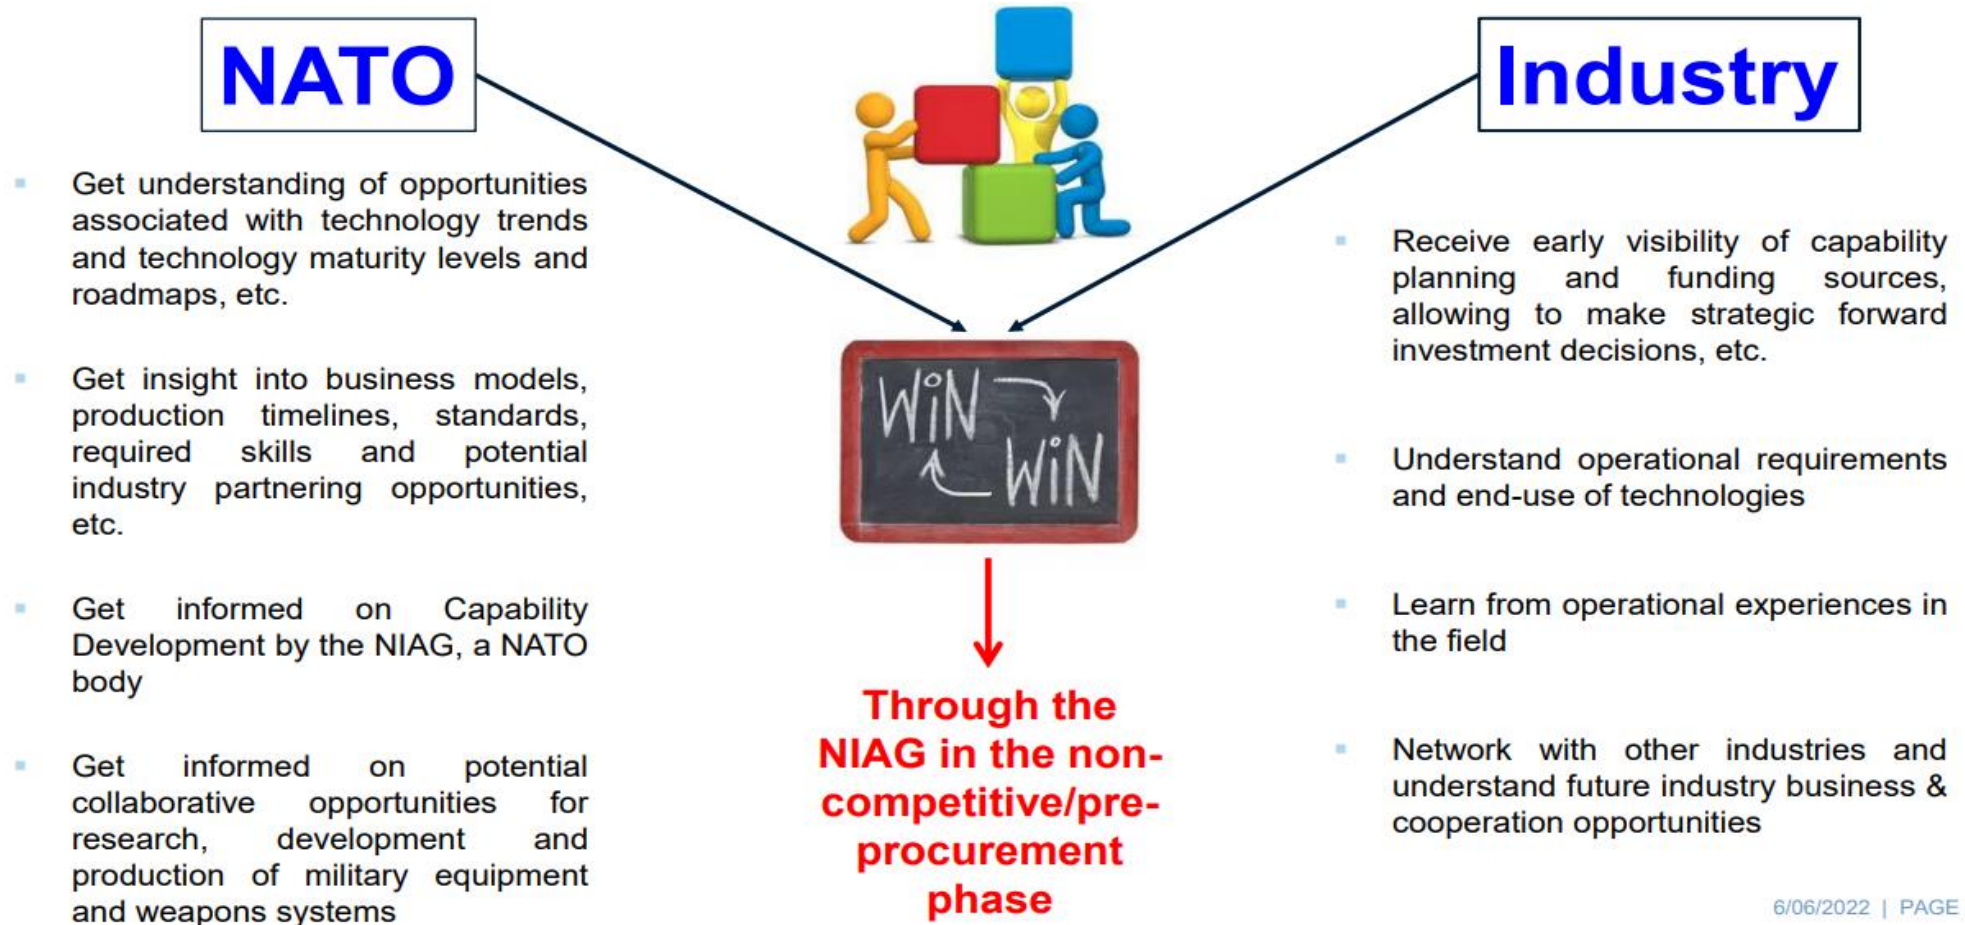 NATO
Get understanding of opportunities
associated with technology trends
and technology maturity levels and
roadmaps, etc.
Get insight into business models,
production timelines, standards,
required skills and potential
industry partnering opportunities,
etc.
Get informed on Capability
Development by the NIAG, a NATO
body
Get informed on potential
collaborative opportunities for
research, development and
production of military equipment
and weapons systems
WiN
WiN
Through the
NIAG in the non-
competitive/pre-
procurement
phase
Industry
Receive early visibility of capability
planning and funding sources,
allowing to make strategic forward
investment decisions, etc.
Understand operational requirements
and end-use of technologies
Learn from operational experiences in
the field
Network with other industries and
understand future industry business &
cooperation opportunities
6/06/2022 | PAGE